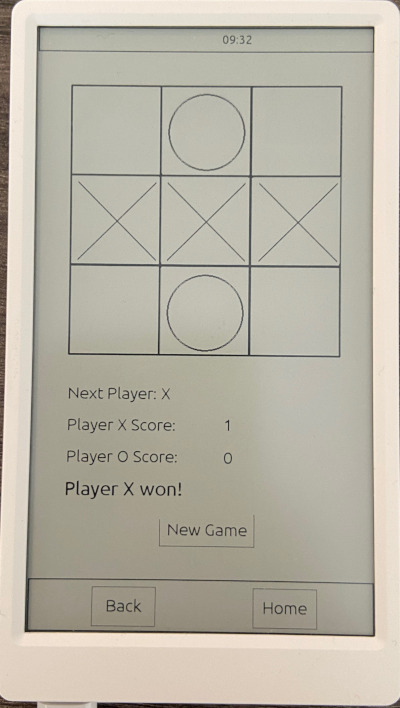 09:32
Next Player: X
Player X Score: 1
Player O Score: 0
Player X won!
New Game
Back Home